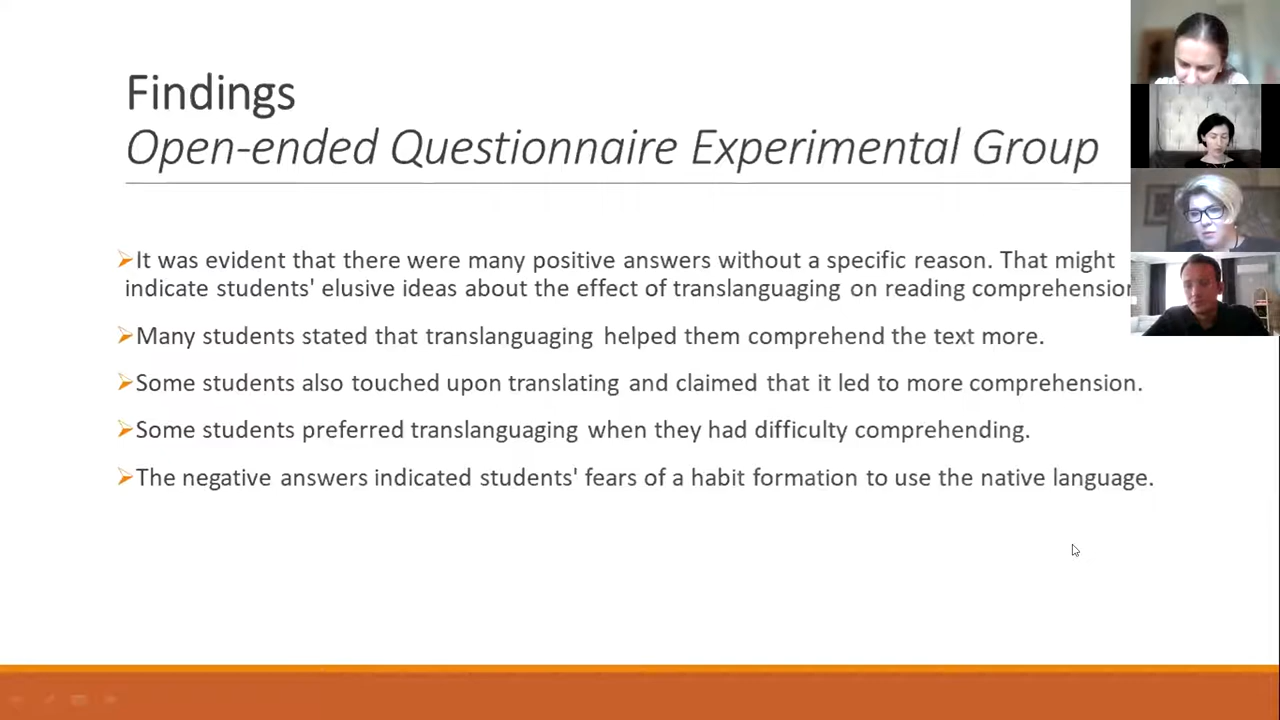 Findings
Open-ended Questionnaire Experimental Group
It was evident that there were many positive answers without a specific reason. That might
indicate students' elusive ideas about the effect of translanguaging on reading comprehension
Many students stated that translanguaging helped them comprehend the text more.
Some students also touched upon translating and claimed that it led to more comprehension.
Some students preferred translanguaging when they had difficulty comprehending.
The negative answers indicated students' fears of a habit formation to use the native language.